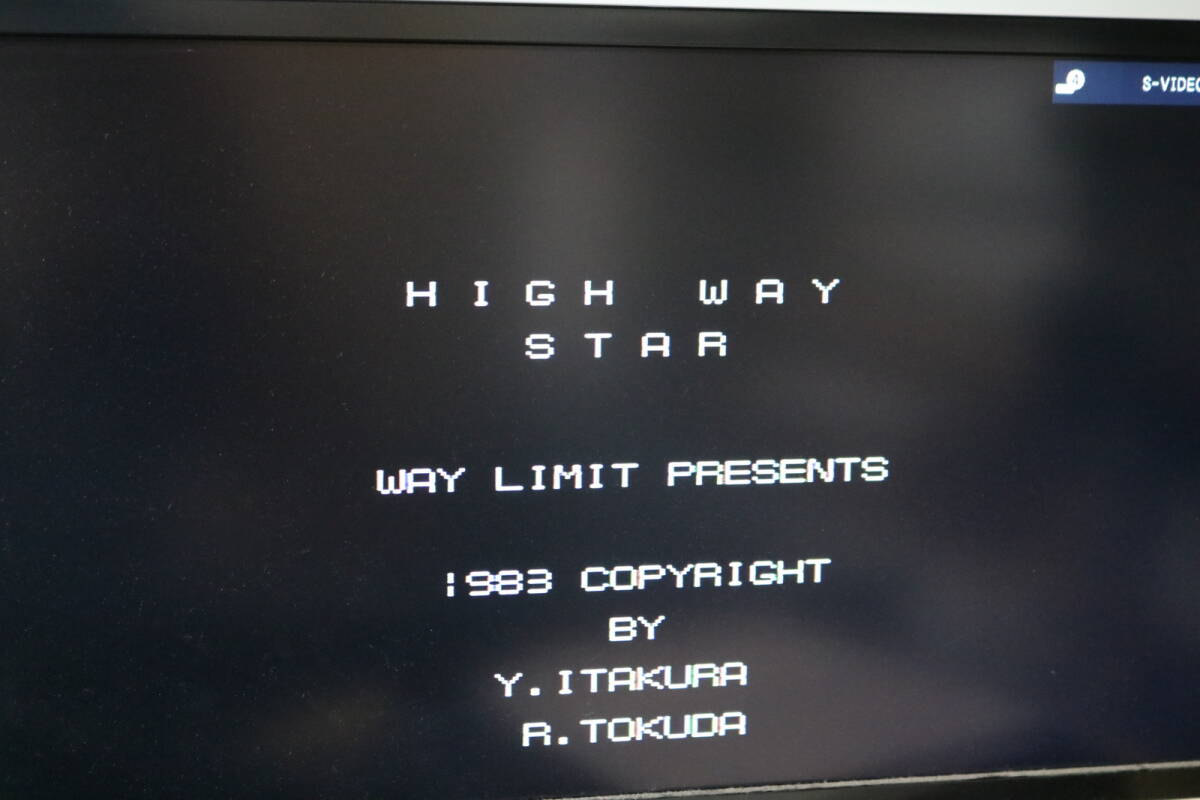 S-VIDEO
HIGH WAY
STAR
WAY LIMIT PRESENTS
1983 COPYRIGHT
BY
Y.ITAKURA
R.TOKUDA